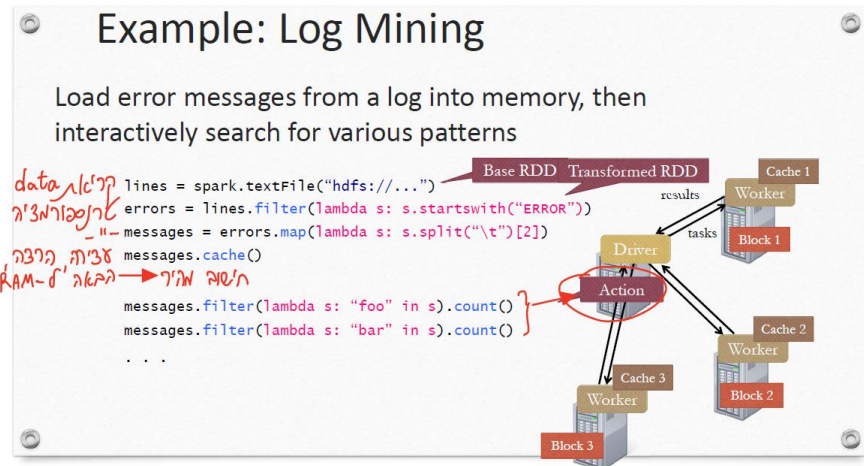 Example: Log Mining
Load error messages from a log into memory, then
interactively search for various patterns
קריאת data
lines = spark.textFile(“hdfs://...”)
Base RDD
Transformed RDD
טרנספורמציה
errors = lines.filter(lambda s: s.startswith(“ERROR”))
-"-
messages = errors.map(lambda s: s.split(“\t”)[2])
messages.cache()
הבאה ל-RAM
חישוב מהיר
messages.filter(lambda s: “foo” in s).count()
messages.filter(lambda s: “bar” in s).count()
. . .
results
tasks
Driver
Action
Cache 1
Worker
Block 1
Cache 2
Worker
Block 2
Cache 3
Worker
Block 3